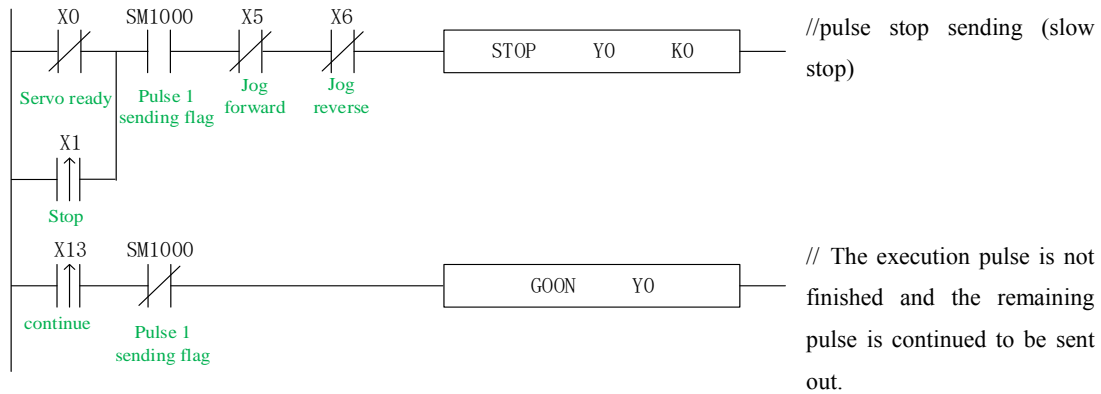 X0 SM1000 X5 X6
STOP Y0 K0
Servo ready
Pulse 1
sending flag
Jog
forward
Jog
reverse
//pulse stop sending (slow
stop)
X1
Stop
X13 SM1000
GOON Y0
continue
Pulse 1
sending flag
// The execution pulse is not
finished and the remaining
pulse is continued to be sent
out.